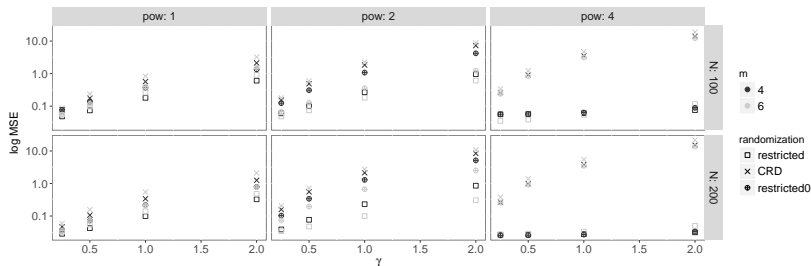 pow: 1 pow: 2 pow: 4
10.0
1.0
0.1
N: 100
log MSE
10.0
1.0
0.1
N: 200
0.5 1.0 1.5 2.0 0.5 1.0 1.5 2.0 0.5 1.0 1.5 2.0
γ
m
4
6
randomization
restricted
CRD
restricted0